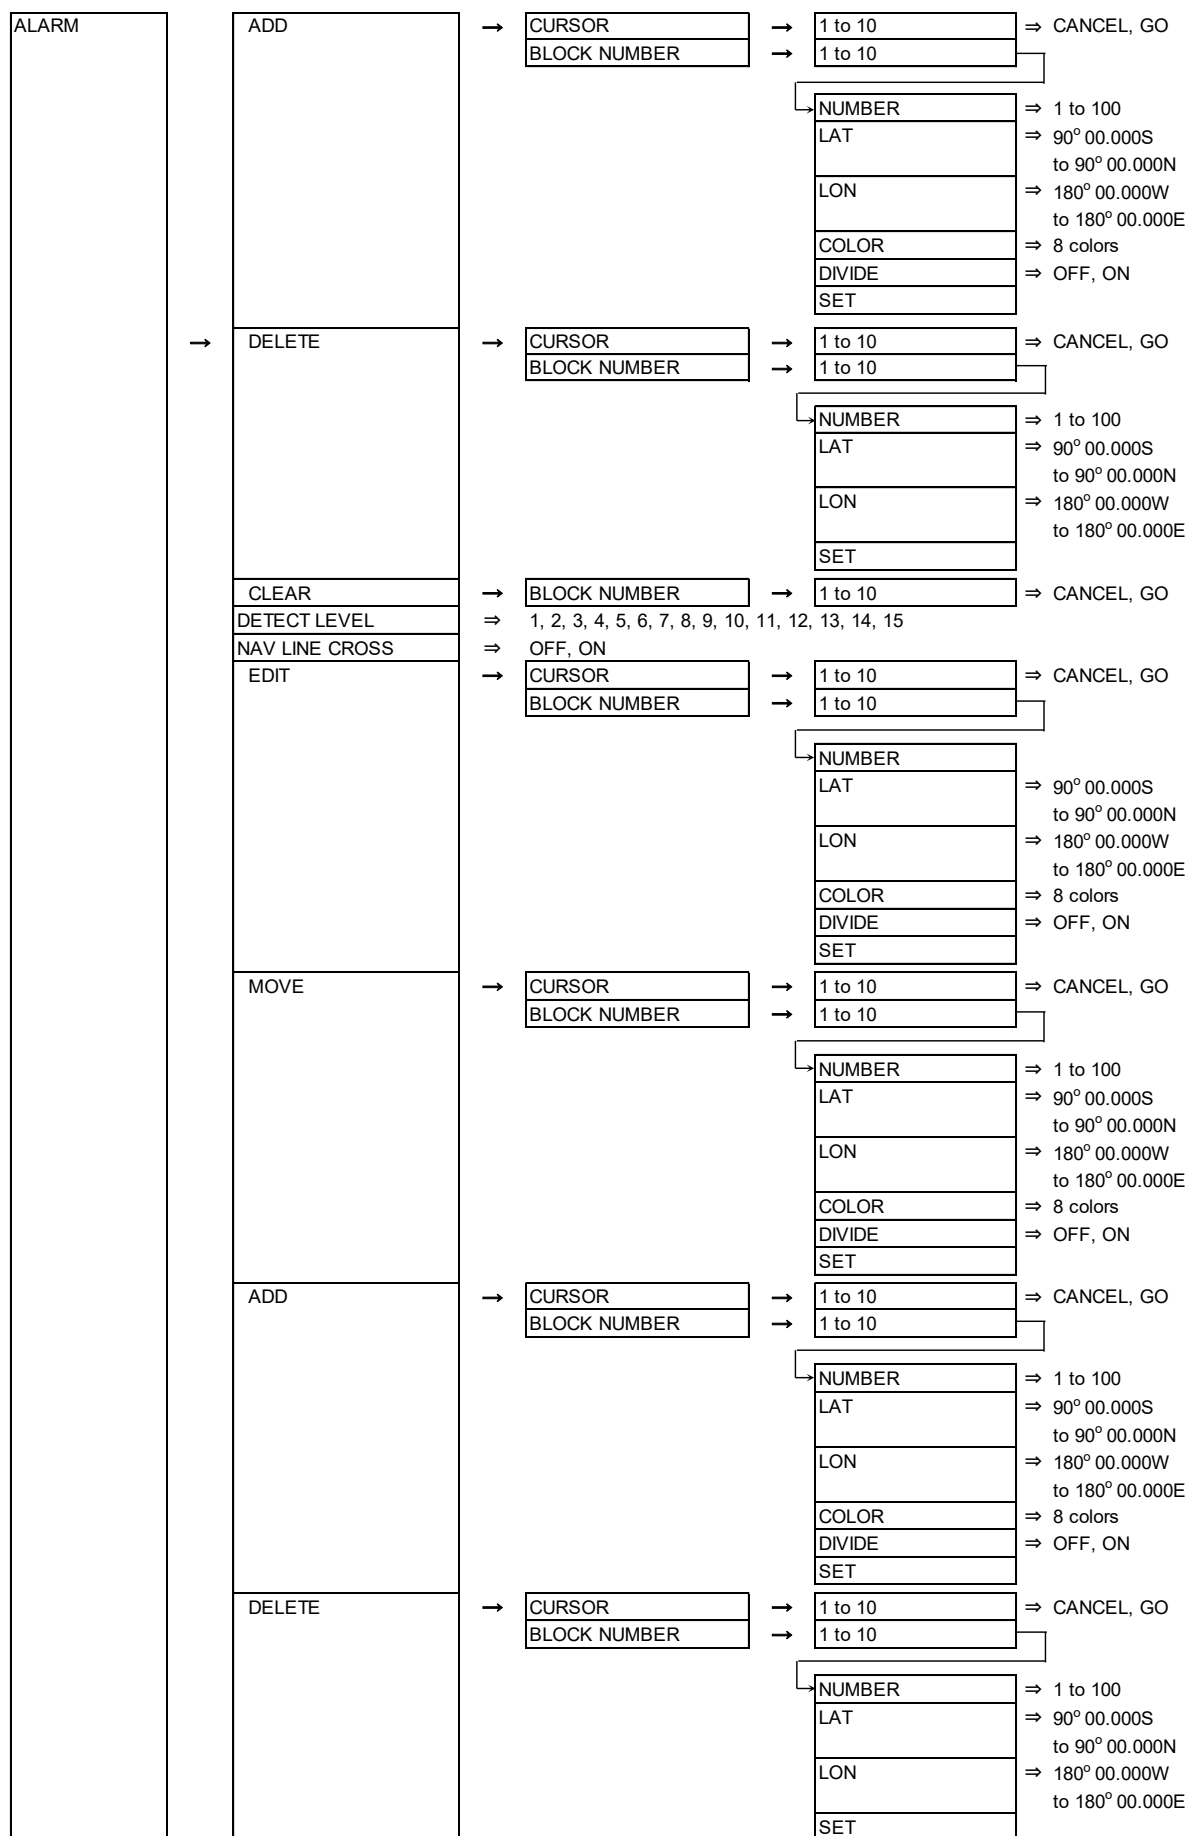 ALARM ADD → CURSOR → 1 to 10 ⇒ CANCEL, GO
BLOCK NUMBER → 1 to 10
NUMBER ⇒ 1 to 100
LAT ⇒ 90° 00.000S
to 90° 00.000N
LON ⇒ 180° 00.000W
to 180° 00.000E
COLOR ⇒ 8 colors
DIVIDE ⇒ OFF, ON
SET
→ DELETE → CURSOR → 1 to 10 ⇒ CANCEL, GO
BLOCK NUMBER → 1 to 10
NUMBER ⇒ 1 to 100
LAT ⇒ 90° 00.000S
to 90° 00.000N
LON ⇒ 180° 00.000W
to 180° 00.000E
SET
CLEAR → BLOCK NUMBER → 1 to 10 ⇒ CANCEL, GO
DETECT LEVEL ⇒ 1, 2, 3, 4, 5, 6, 7, 8, 9, 10, 11, 12, 13, 14, 15
NAV LINE CROSS ⇒ OFF, ON
EDIT → CURSOR → 1 to 10 ⇒ CANCEL, GO
BLOCK NUMBER → 1 to 10
NUMBER
LAT ⇒ 90° 00.000S
to 90° 00.000N
LON ⇒ 180° 00.000W
to 180° 00.000E
COLOR ⇒ 8 colors
DIVIDE ⇒ OFF, ON
SET
MOVE → CURSOR → 1 to 10 ⇒ CANCEL, GO
BLOCK NUMBER → 1 to 10
NUMBER ⇒ 1 to 100
LAT ⇒ 90° 00.000S
to 90° 00.000N
LON ⇒ 180° 00.000W
to 180° 00.000E
COLOR ⇒ 8 colors
DIVIDE ⇒ OFF, ON
SET
ADD → CURSOR → 1 to 10 ⇒ CANCEL, GO
BLOCK NUMBER → 1 to 10
NUMBER ⇒ 1 to 100
LAT ⇒ 90° 00.000S
to 90° 00.000N
LON ⇒ 180° 00.000W
to 180° 00.000E
COLOR ⇒ 8 colors
DIVIDE ⇒ OFF, ON
SET
DELETE → CURSOR → 1 to 10 ⇒ CANCEL, GO
BLOCK NUMBER → 1 to 10
NUMBER ⇒ 1 to 100
LAT ⇒ 90° 00.000S
to 90° 00.000N
LON ⇒ 180° 00.000W
to 180° 00.000E
SET